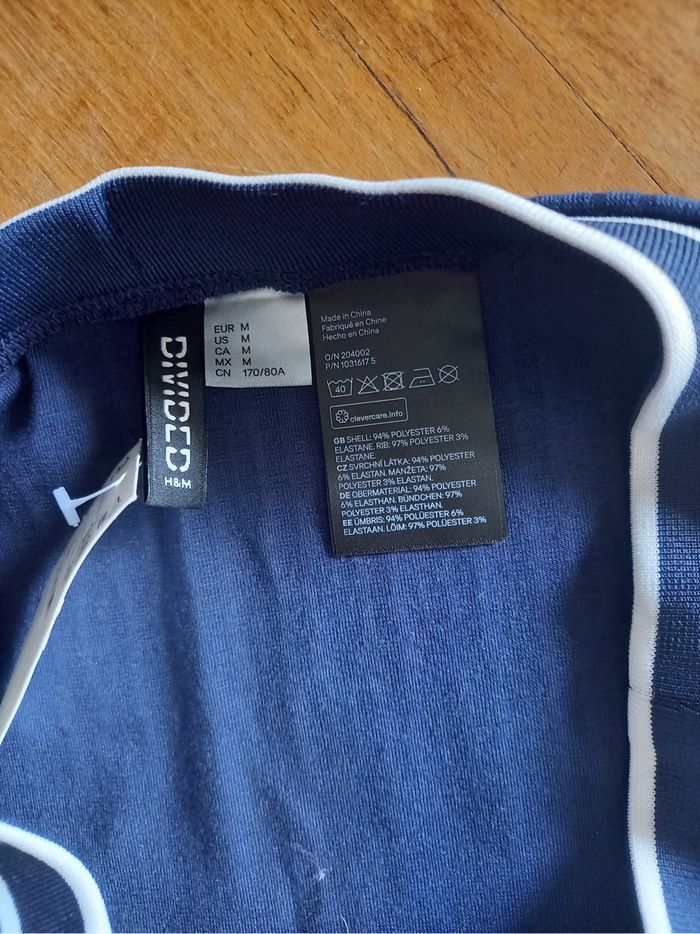 DIVIDED
H&M
EUR M
US M
CA M
MX M
CN 170/80A
Made in China
Fabriqué en Chine
Hecho en China
O/N 204002
P/N 1031617 5
40
clevercare.info
GB SHELL: 94% POLYESTER 6%
ELASTANE. RIB: 97% POLYESTER 3%
ELASTANE.
CZ SVRCHNÍ LÁTKA: 94% POLYESTER
6% ELASTAN. MANŽETA: 97%
POLYESTER 3% ELASTAN.
DE OBERMATERIAL: 94% POLYESTER
6% ELASTHAN. BÜNDCHEN: 97%
POLYESTER 3% ELASTHAN.
EE ÜMBRIS: 94% POLÜESTER 6%
ELASTAAN. LÕIM: 97% POLÜESTER 3%
ELASTAAN.